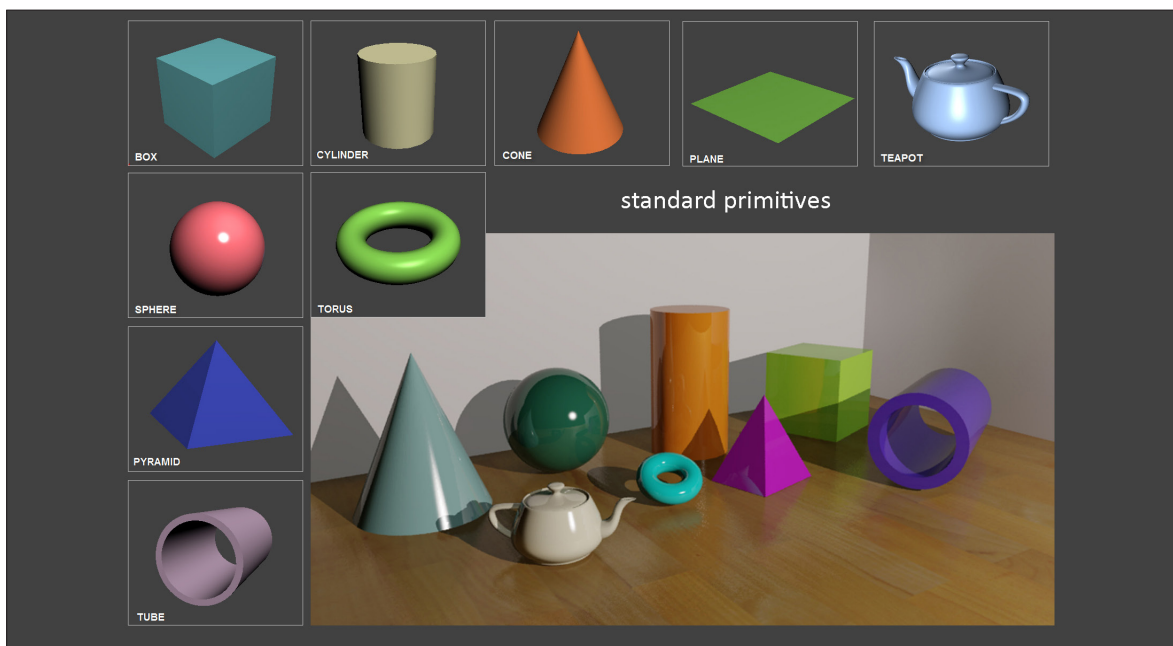 BOX
CYLINDER
CONE
PLANE
TEAPOT
standard primitives
SPHERE
TORUS
PYRAMID
TUBE